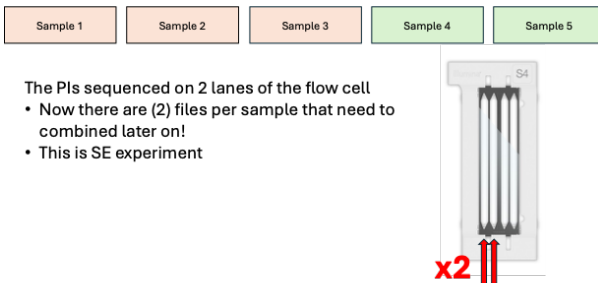 Sample 1
Sample 2
Sample 3
Sample 4
Sample 5
The PIs sequenced on 2 lanes of the flow cell
• Now there are (2) files per sample that need to
combined later on!
• This is SE experiment
S4
x2